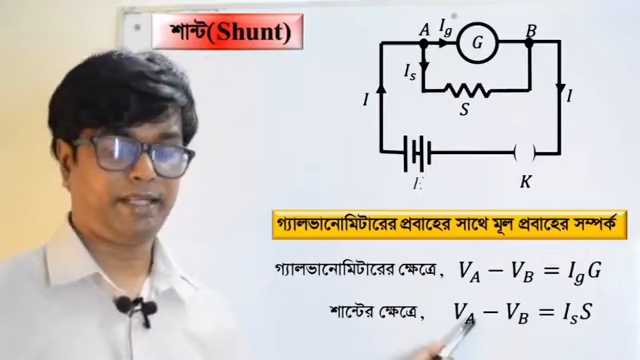 শান্ট(Shunt)
A I_g G B
I_s
I S I
E K
গ্যালভানোমিটারের প্রবাহের সাথে মূল প্রবাহের সম্পর্ক
গ্যালভানোমিটারের ক্ষেত্রে, V_A − V_B = I_g G
শান্টের ক্ষেত্রে, V_A − V_B = I_s S